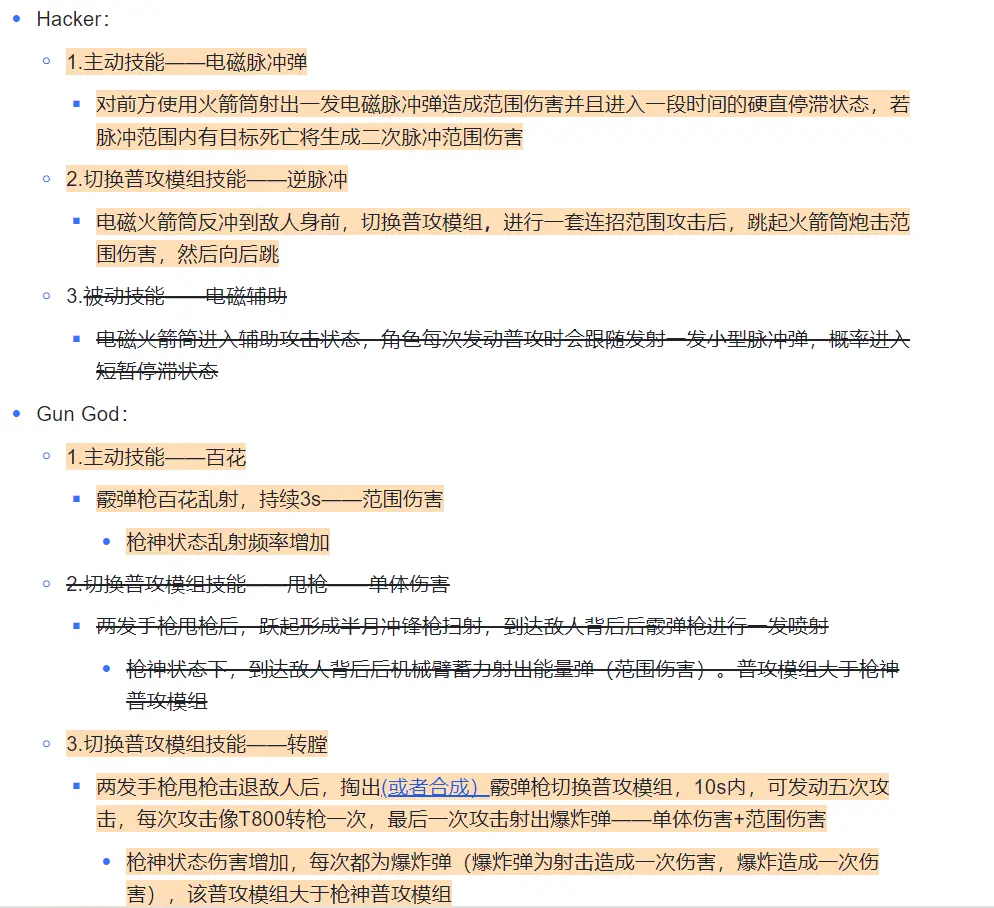 Hacker：
1.主动技能——电磁脉冲弹
对前方使用火箭筒射出一发电磁脉冲弹造成范围伤害并且进入一段时间的硬直停滞状态，若
脉冲范围内有目标死亡将生成二次脉冲范围伤害
2.切换普攻模组技能——逆脉冲
电磁火箭筒反冲到敌人身前，切换普攻模组，进行一套连招范围攻击后，跳起火箭筒炮击范
围伤害，然后向后跳
3.被动技能——电磁辅助
电磁火箭筒进入辅助攻击状态，角色每次发动普攻时会跟随发射一发小型脉冲弹，概率进入
短暂停滞状态
Gun God：
1.主动技能——百花
霰弹枪百花乱射，持续3s——范围伤害
枪神状态乱射频率增加
2.切换普攻模组技能——甩枪——单体伤害
两发手枪甩枪后，跃起形成半月冲锋枪扫射，到达敌人背后后霰弹枪进行一发喷射
枪神状态下，到达敌人背后后机械臂蓄力射出能量弹（范围伤害）。普攻模组大于枪神
普攻模组
3.切换普攻模组技能——转膛
两发手枪甩枪击退敌人后，掏出(或者合成）霰弹枪切换普攻模组，10s内，可发动五次攻
击，每次攻击像T800转枪一次，最后一次攻击射出爆炸弹——单体伤害+范围伤害
枪神状态伤害增加，每次都为爆炸弹（爆炸弹为射击造成一次伤害，爆炸造成一次伤
害），该普攻模组大于枪神普攻模组